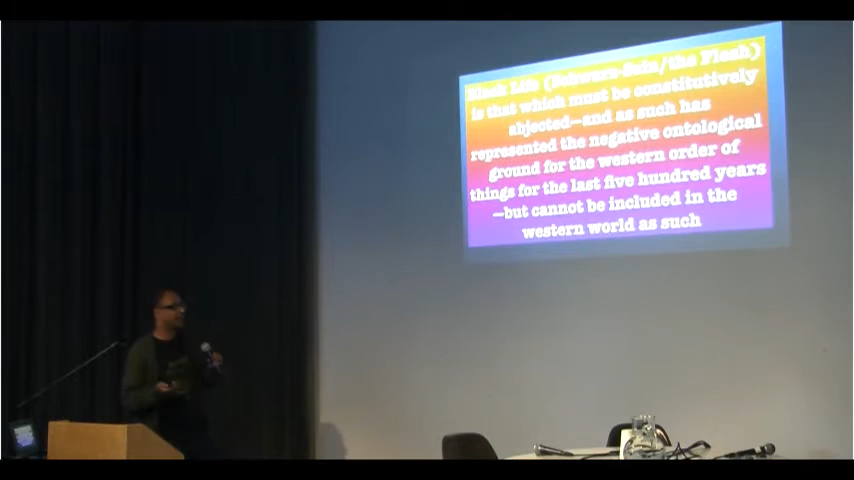 Black Life (Schwarz-Sein/the Flesh)
is that which must be constitutively
abjected—and as such has
represented the negative ontological
ground for the western order of
things for the last five hundred years
—but cannot be included in the
western world as such